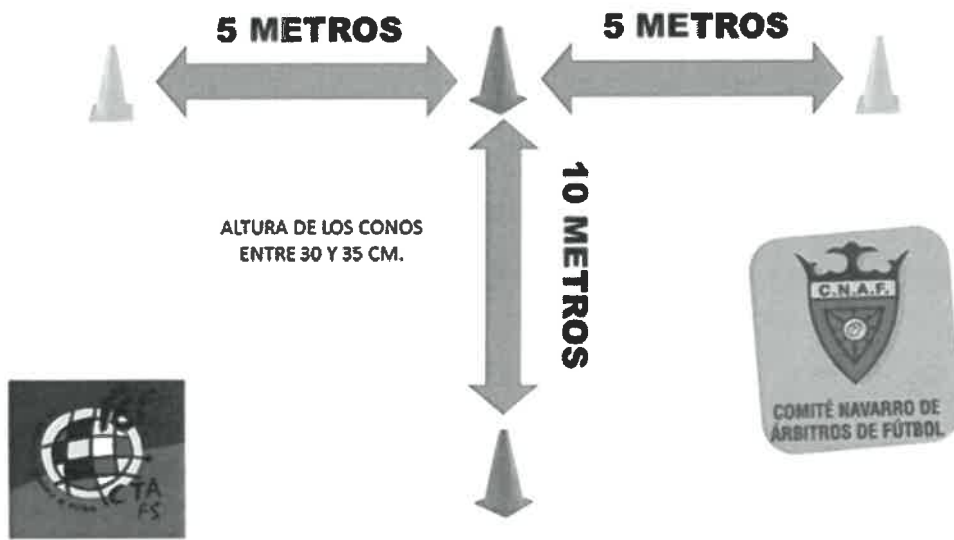 5 METROS
5 METROS
10 METROS
ALTURA DE LOS CONOS
ENTRE 30 Y 35 CM.
C.N.A.F.
COMITÉ NAVARRO DE
ÁRBITROS DE FÚTBOL
CTA
FS